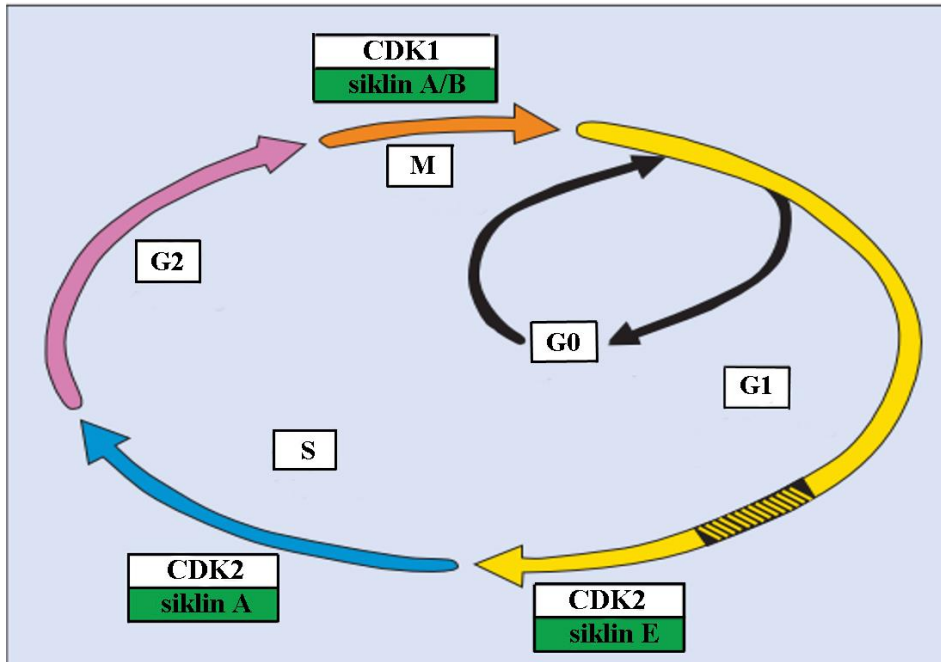 CDK1
siklin A/B
M
G2
G0
G1
S
CDK2
siklin A
CDK2
siklin E